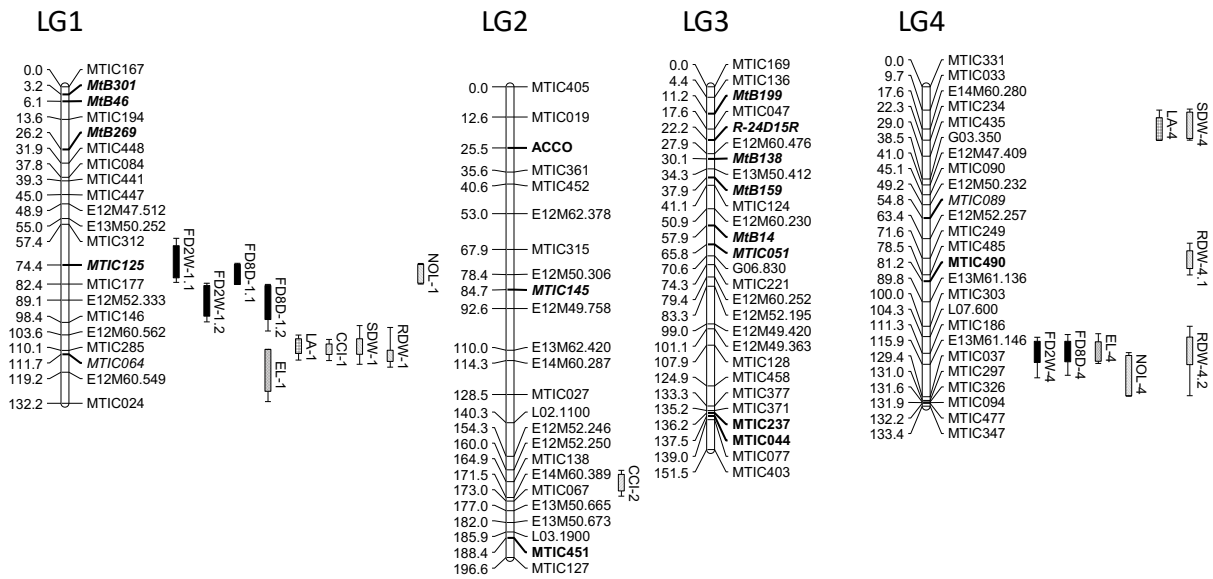 LG1
0.0 MTIC167
3.2 MtB301
6.1 MtB46
13.6 MTIC194
26.2 MtB269
31.9 MTIC448
37.8 MTIC084
39.3 MTIC441
45.0 MTIC447
48.9 E12M47.512
55.0 E13M50.252
57.4 MTIC312
74.4 MTIC125
82.4 MTIC177
89.1 E12M52.333
98.4 MTIC146
103.6 E12M60.562
110.1 MTIC285
111.7 MTIC064
119.2 E12M60.549
132.2 MTIC024
FD2W-1.1
FD2W-1.2
FD8D-1.1
FD8D-1.2
EL-1
LA-1
CCI-1
SDW-1
RDW-1
NOL-1
LG2
0.0 MTIC405
12.6 MTIC019
25.5 ACCO
35.6 MTIC361
40.6 MTIC452
53.0 E12M62.378
67.9 MTIC315
78.4 E12M50.306
84.7 MTIC145
92.6 E12M49.758
110.0 E13M62.420
114.3 E14M60.287
128.5 MTIC027
140.3 L02.1100
154.3 E12M52.246
160.0 E12M52.250
164.9 MTIC138
171.5 E14M60.389
173.0 MTIC067
177.0 E13M50.665
182.0 E13M50.673
185.9 L03.1900
188.4 MTIC451
196.6 MTIC127
CCI-2
LG3
0.0 MTIC169
4.4 MTIC136
11.2 MtB199
17.6 MTIC047
22.2 R-24D15R
27.9 E12M60.476
30.1 MtB138
34.3 E13M50.412
37.9 MtB159
41.1 MTIC124
50.9 E12M60.230
57.9 MtB14
65.8 MTIC051
70.6 G06.830
74.3 MTIC221
79.4 E12M60.252
83.3 E12M52.195
99.0 E12M49.420
101.1 E12M49.363
107.9 MTIC128
124.9 MTIC458
133.3 MTIC377
135.2 MTIC371
136.2 MTIC237
137.5 MTIC044
139.0 MTIC077
151.5 MTIC403
LG4
0.0 MTIC331
9.7 MTIC033
17.6 E14M60.280
22.3 MTIC234
29.0 MTIC435
38.5 G03.350
41.0 E12M47.409
45.1 MTIC090
49.2 E12M50.232
54.8 MTIC089
63.4 E12M52.257
71.6 MTIC249
78.5 MTIC485
81.2 MTIC490
89.8 E13M61.136
100.0 MTIC303
104.3 L07.600
111.3 MTIC186
115.9 E13M61.146
129.4 MTIC037
131.0 MTIC297
131.6 MTIC326
131.9 MTIC094
132.2 MTIC477
133.4 MTIC347
FD2W-4
FD8D-4
EL-4
NOL-4
LA-4
SDW-4
RDW-4.1
RDW-4.2